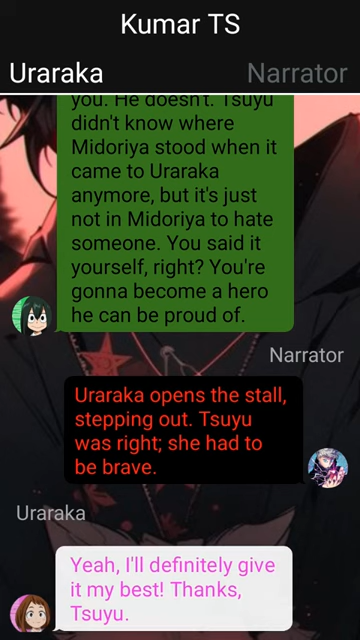 Kumar TS
Uraraka
Narrator
you. He doesn't. Tsuyu
didn't know where
Midoriya stood when it
came to Uraraka
anymore, but it's just
not in Midoriya to hate
someone. You said it
yourself, right? You're
gonna become a hero
he can be proud of.
Narrator
Uraraka opens the stall,
stepping out. Tsuyu
was right; she had to
be brave.
Uraraka
Yeah, I'll definitely give
it my best! Thanks,
Tsuyu.